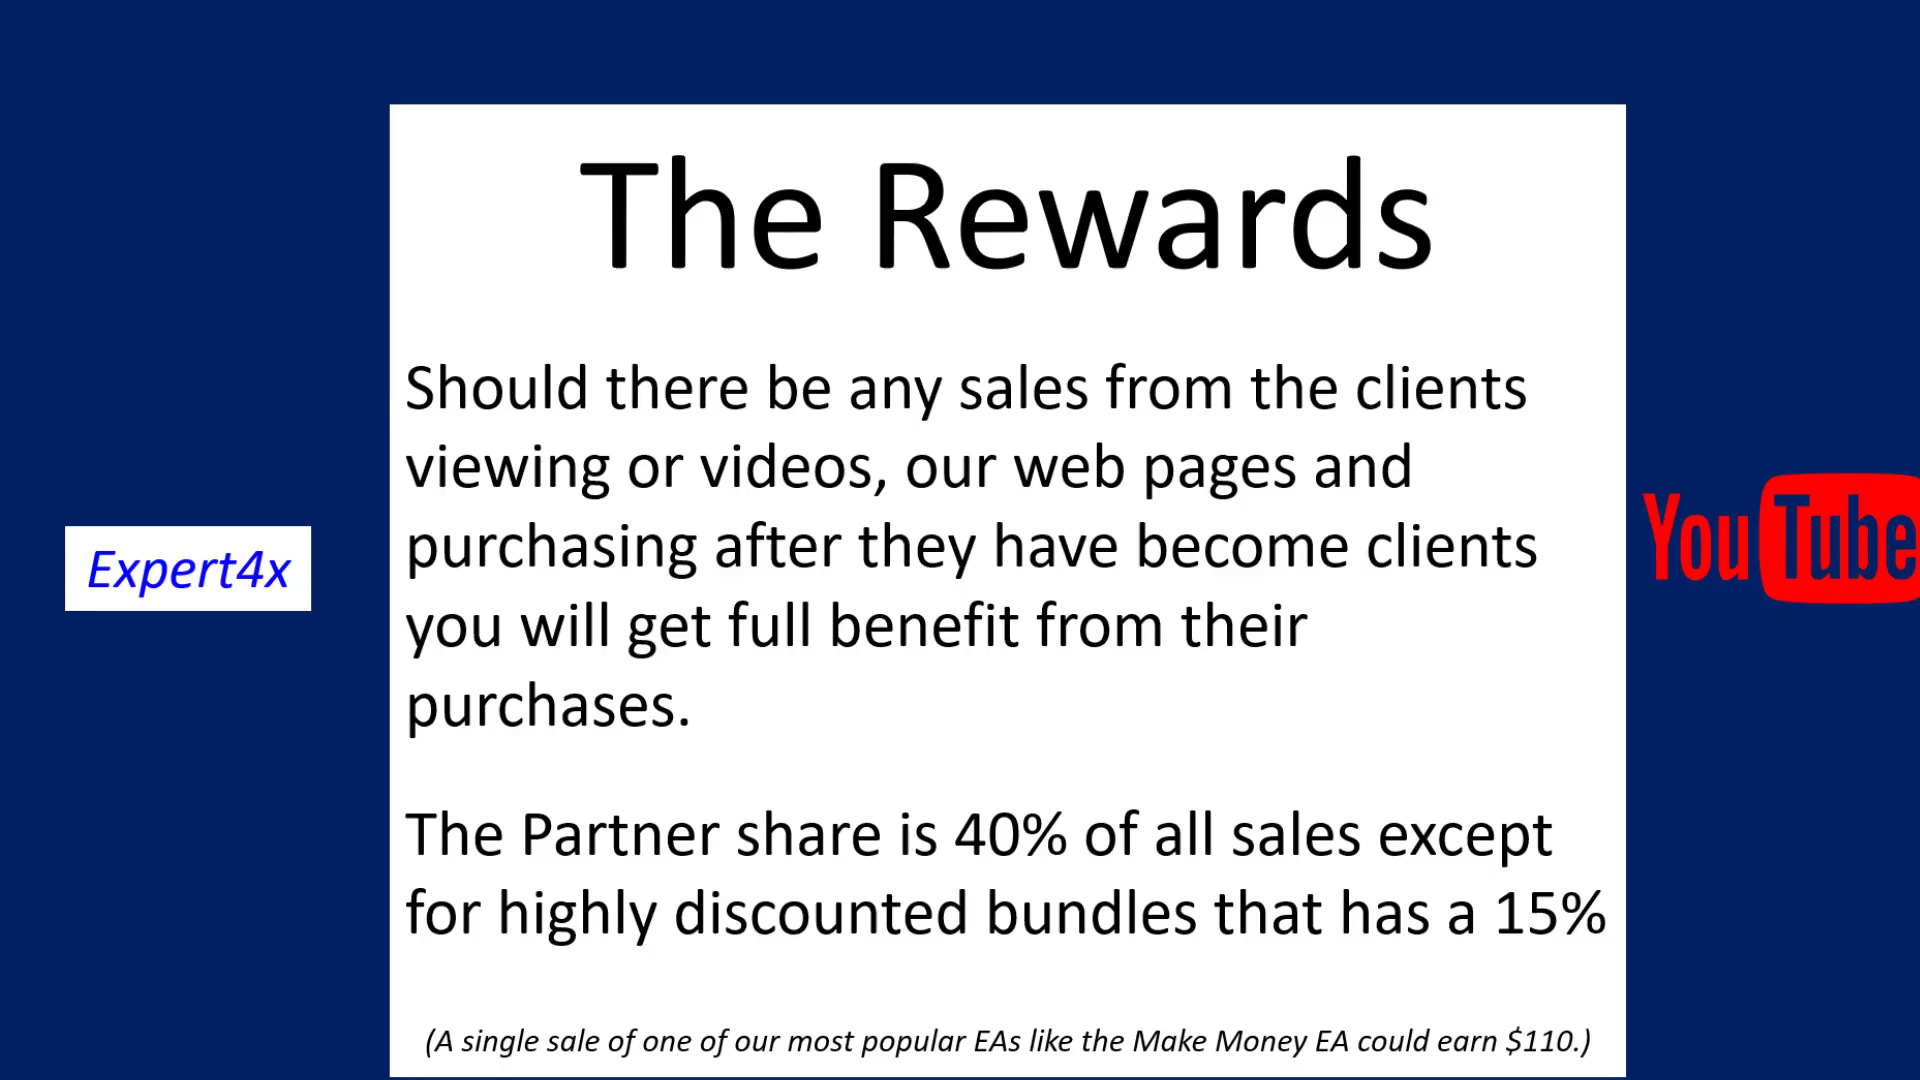 The Rewards
Should there be any sales from the clients
viewing or videos, our web pages and
purchasing after they have become clients
you will get full benefit from their
purchases.
The Partner share is 40% of all sales except
for highly discounted bundles that has a 15%
(A single sale of one of our most popular EAs like the Make Money EA could earn $110.)
Expert4x
YouTube